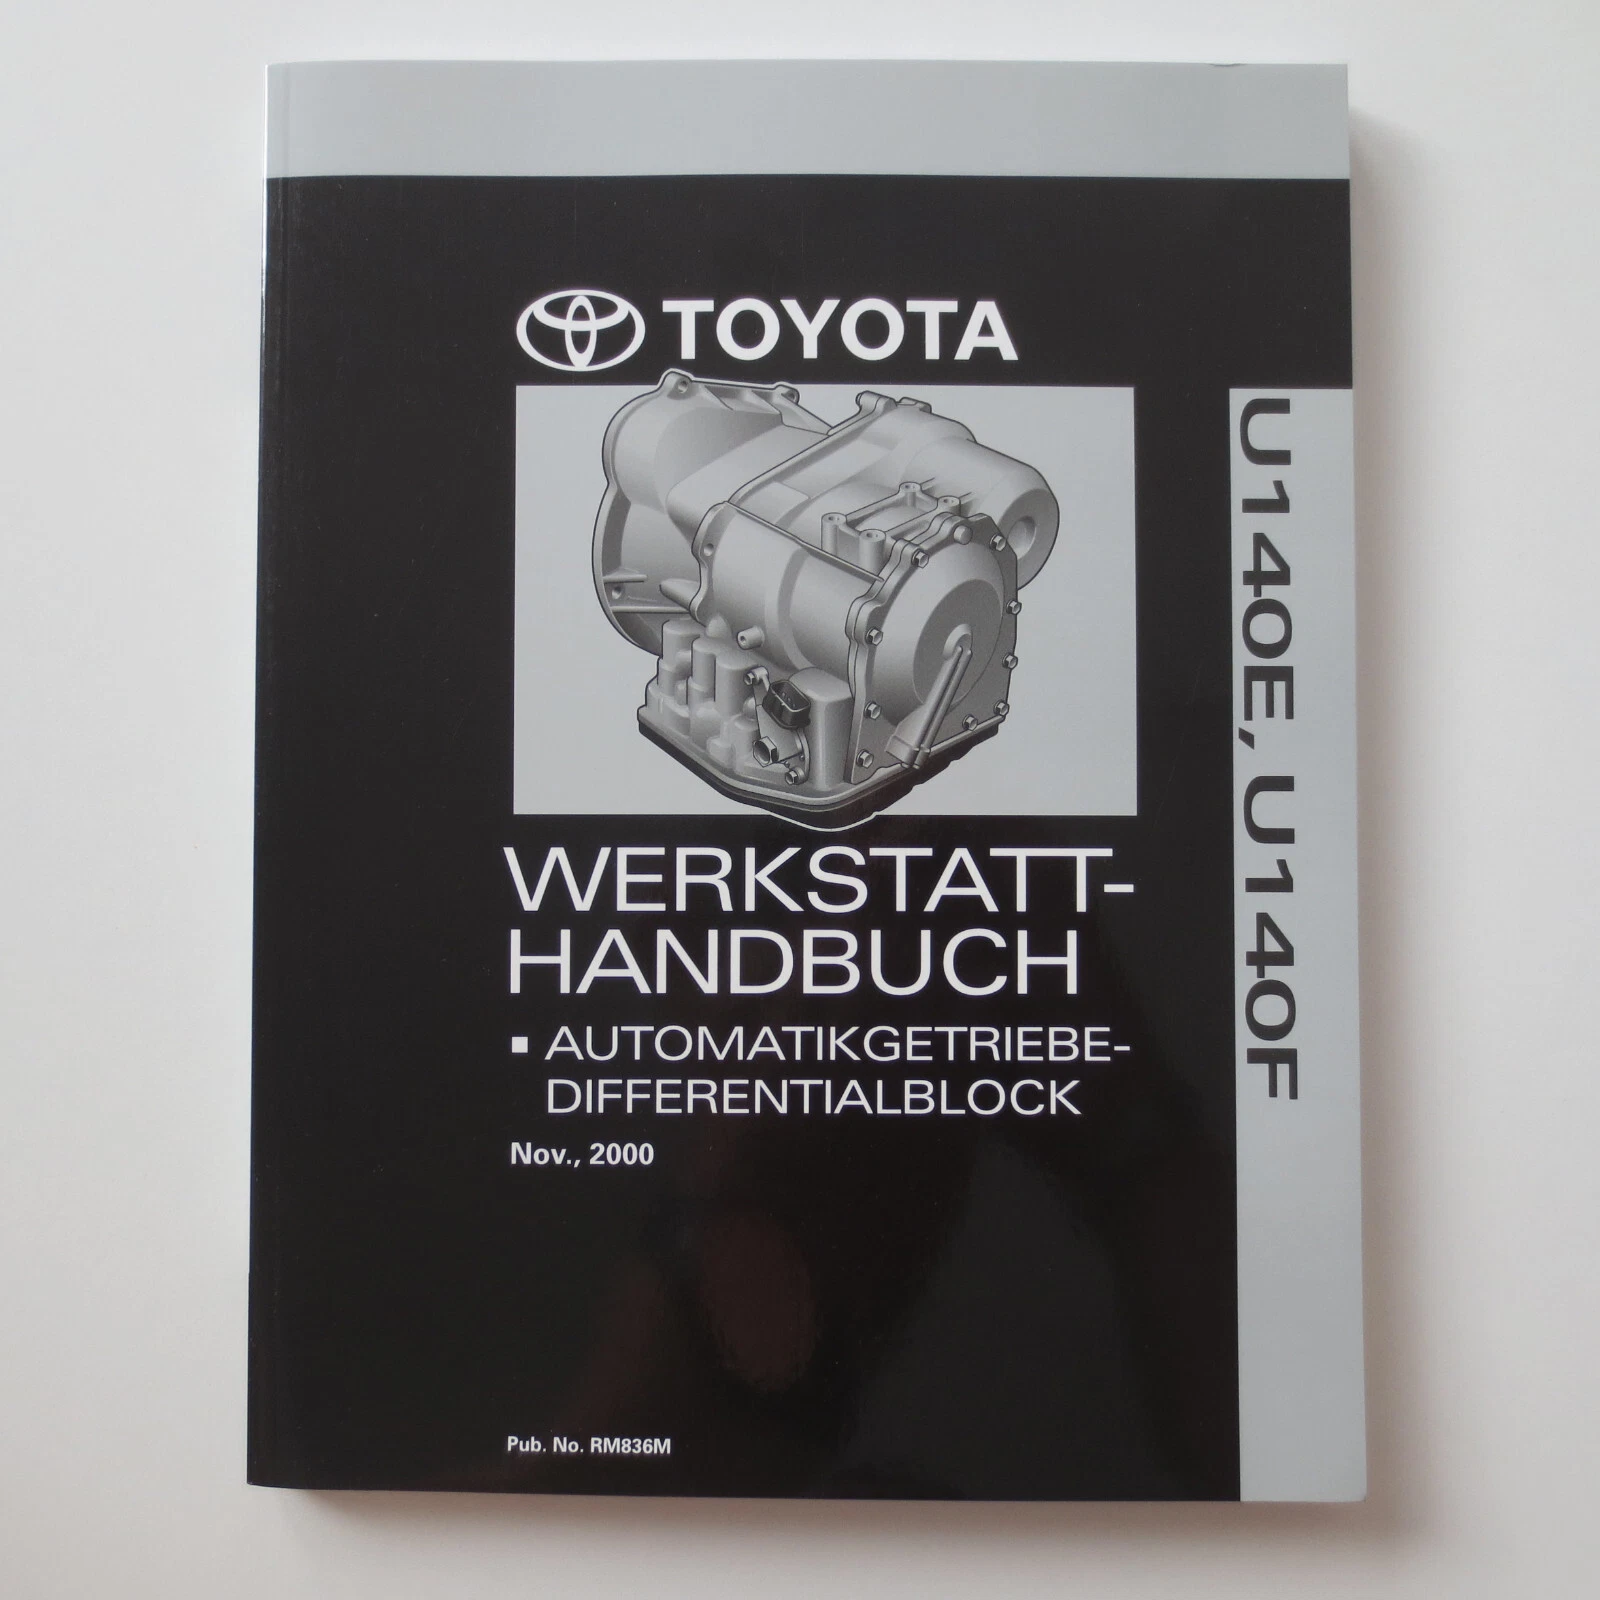 TOYOTA
U140E, U140F
WERKSTATT-
HANDBUCH
▪ AUTOMATIKGETRIEBE-
DIFFERENTIALBLOCK
Nov., 2000
Pub. No. RM836M